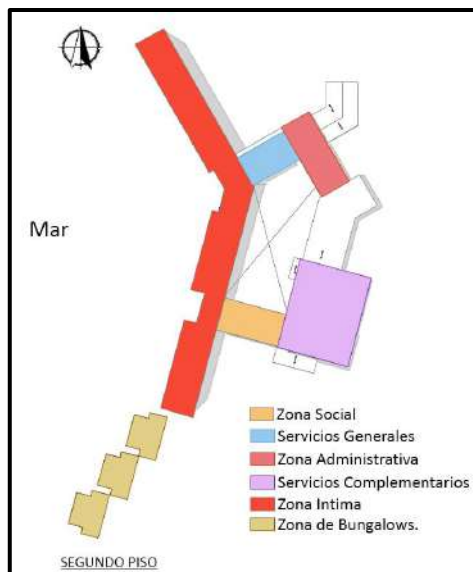 Mar
Zona Social
Servicios Generales
Zona Administrativa
Servicios Complementarios
Zona Intima
Zona de Bungalows.
SEGUNDO PISO